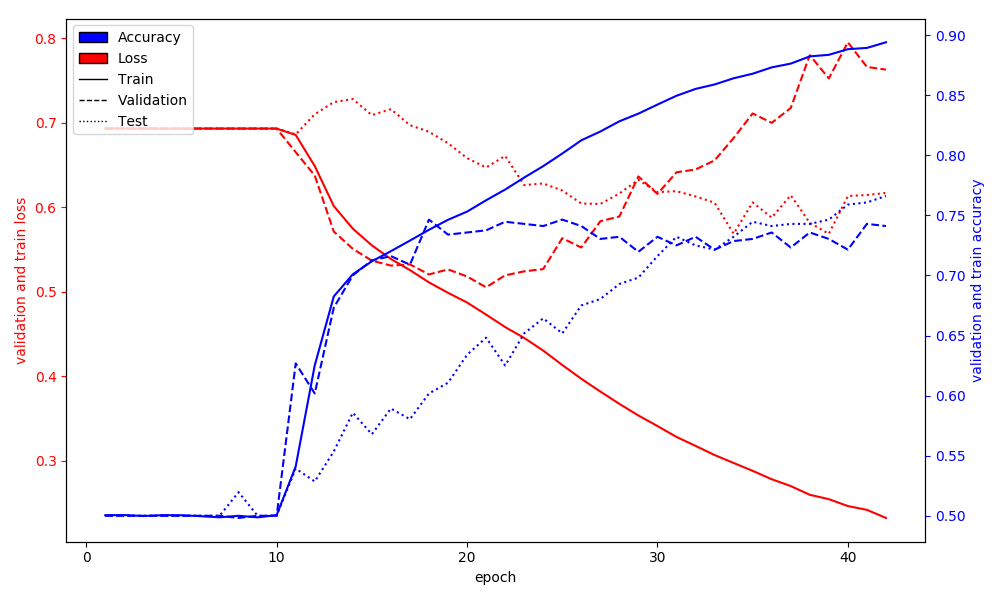 Accuracy
Loss
Train
Validation
Test
validation and train loss
0.8
0.7
0.6
0.5
0.4
0.3
0.90
0.85
0.80
0.75
0.70
0.65
0.60
0.55
0.50
validation and train accuracy
0 10 20 30 40
epoch